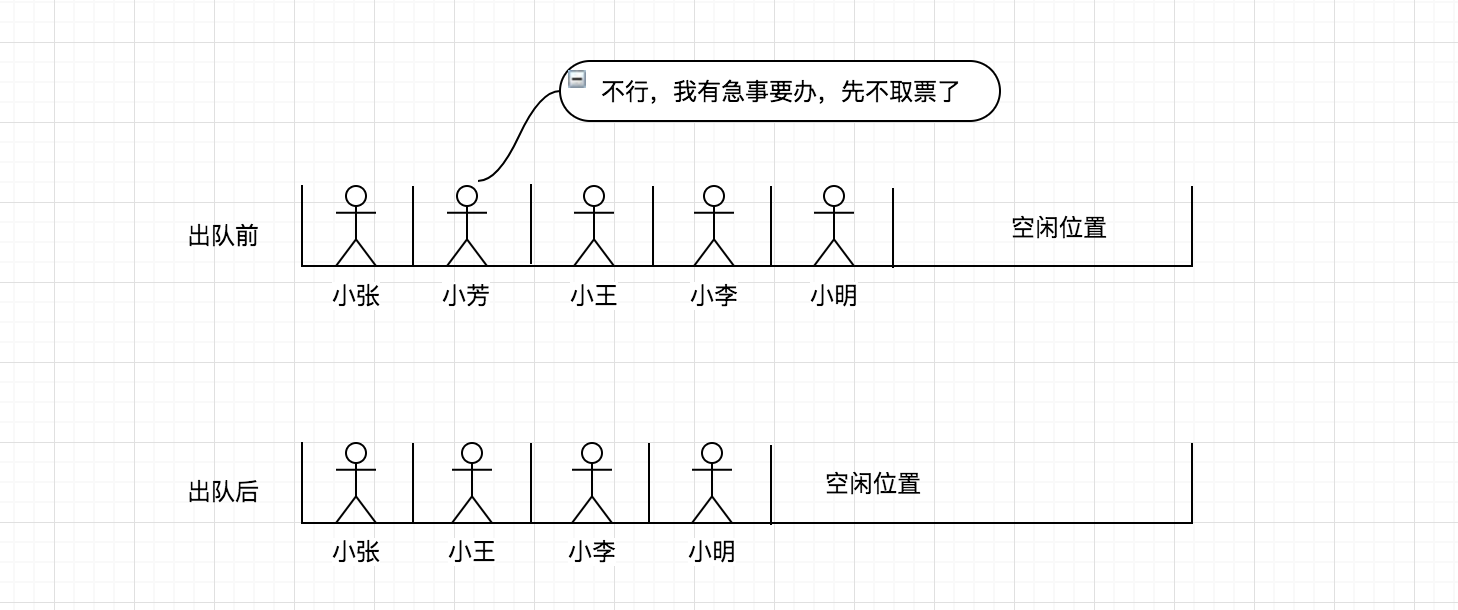 不行，我有急事要办，先不取票了
出队前
空闲位置
小张 小芳 小王 小李 小明
出队后
空闲位置
小张 小王 小李 小明